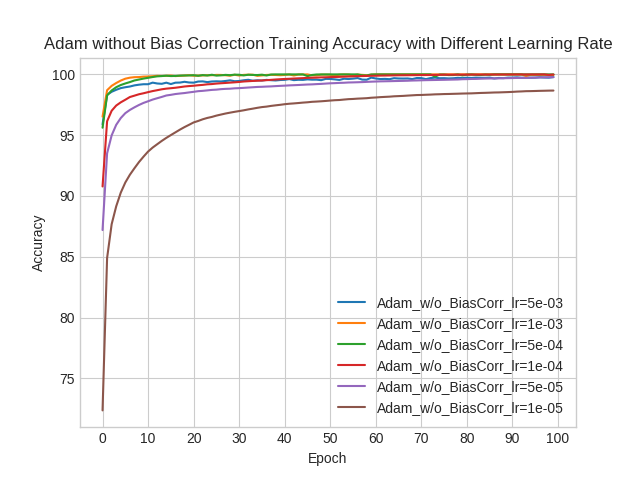 Adam without Bias Correction Training Accuracy with Different Learning Rate
100
95
90
85
80
75
Accuracy
Adam_w/o_BiasCorr_lr=5e-03
Adam_w/o_BiasCorr_lr=1e-03
Adam_w/o_BiasCorr_lr=5e-04
Adam_w/o_BiasCorr_lr=1e-04
Adam_w/o_BiasCorr_lr=5e-05
Adam_w/o_BiasCorr_lr=1e-05
0 10 20 30 40 50 60 70 80 90 100
Epoch